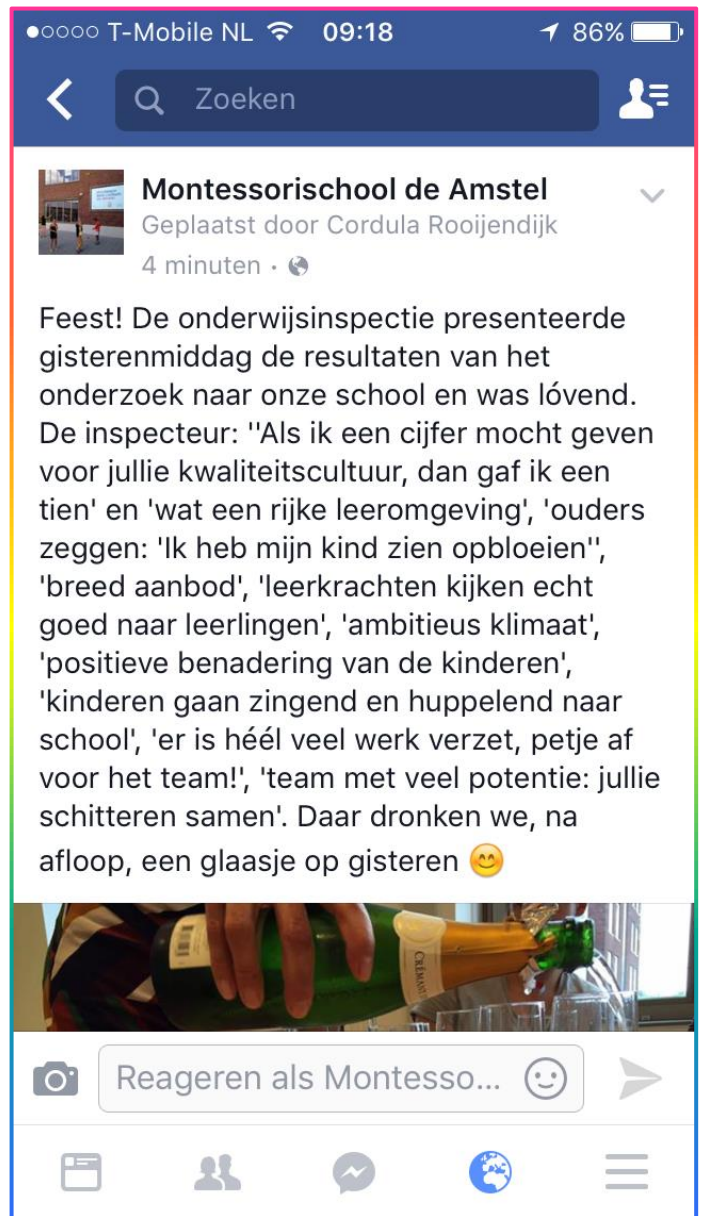 T-Mobile NL 09:18 86%
Zoeken
Montessorischool de Amstel
Geplaatst door Cordula Rooijendijk
4 minuten ·
Feest! De onderwijsinspectie presenteerde
gisterenmiddag de resultaten van het
onderzoek naar onze school en was lóvend.
De inspecteur: ''Als ik een cijfer mocht geven
voor jullie kwaliteitscultuur, dan gaf ik een
tien' en 'wat een rijke leeromgeving', 'ouders
zeggen: 'Ik heb mijn kind zien opbloeien'',
'breed aanbod', 'leerkrachten kijken echt
goed naar leerlingen', 'ambitieus klimaat',
'positieve benadering van de kinderen',
'kinderen gaan zingend en huppelend naar
school', 'er is héél veel werk verzet, petje af
voor het team!', 'team met veel potentie: jullie
schitteren samen'. Daar dronken we, na
afloop, een glaasje op gisteren 😊
Reageren als Montesso...